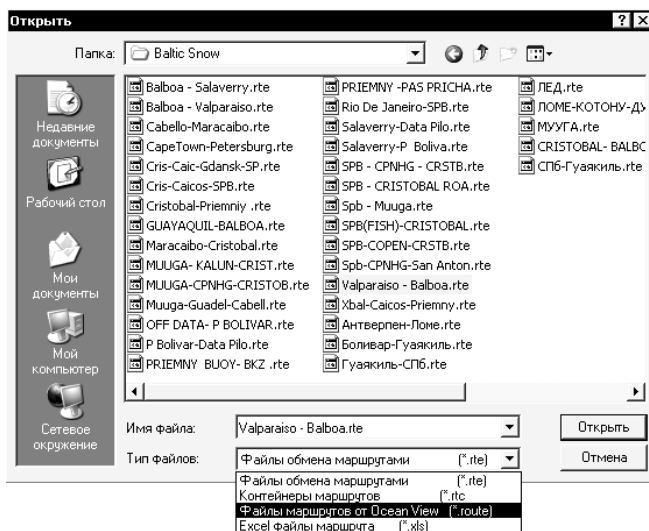 Открыть
Папка: Baltic Snow
Недавние
документы
Рабочий стол
Мои
документы
Мой
компьютер
Сетевое
окружение
Balboa - Salaverry.rte
Balboa - Valparaiso.rte
Cabello-Maracaibo.rte
CapeTown-Petersburg.rte
Cris-Caic-Gdansk-SP.rte
Cris-Caicos-SPB.rte
Cristobal-Priemniy .rte
GUAYAQUIL-BALBOA.rte
Maracaibo-Cristobal.rte
MUUGA- KALUN-CRIST.rte
MUUGA-CPNHG-CRISTOB.rte
Muuga-Guadel-Cabell.rte
OFF DATA- P BOLIVAR.rte
P Bolivar-Data Pilo.rte
PRIEMNY BUOY- BKZ .rte
PRIEMNY -PAS PRICHA.rte
Rio De Janeiro-SPB.rte
Salaverry-Data Pilo.rte
Salaverry-P Boliva.rte
SPB - CPNHG - CRSTB.rte
SPB - CRISTOBAL ROA.rte
Spb - Muuga.rte
SPB(FISH)-CRISTOBAL.rte
SPB-COPEN-CRSTB.rte
Spb-CPNHG-San Anton.rte
Valparaiso - Balboa.rte
Xbal-Caicos-Priemny.rte
Антверпен-Ломе.rte
Боливар-Гуаякиль.rte
Гуаякиль-СПб.rte
ЛЕД.rte
ЛОМЕ-КОТОНУ-ДУ
МУУГА.rte
CRISTOBAL- BALBO
СПб-Гуаякиль.rte
Имя файла: Valparaiso - Balboa.rte Открыть
Тип файлов: Файлы обмена маршрутами (*.rte) Отмена
Файлы обмена маршрутами (*.rte)
Контейнеры маршрутов (*.rtc
Файлы маршрутов от Ocean View (*.route)
Excel файлы маршрута (*.xls)